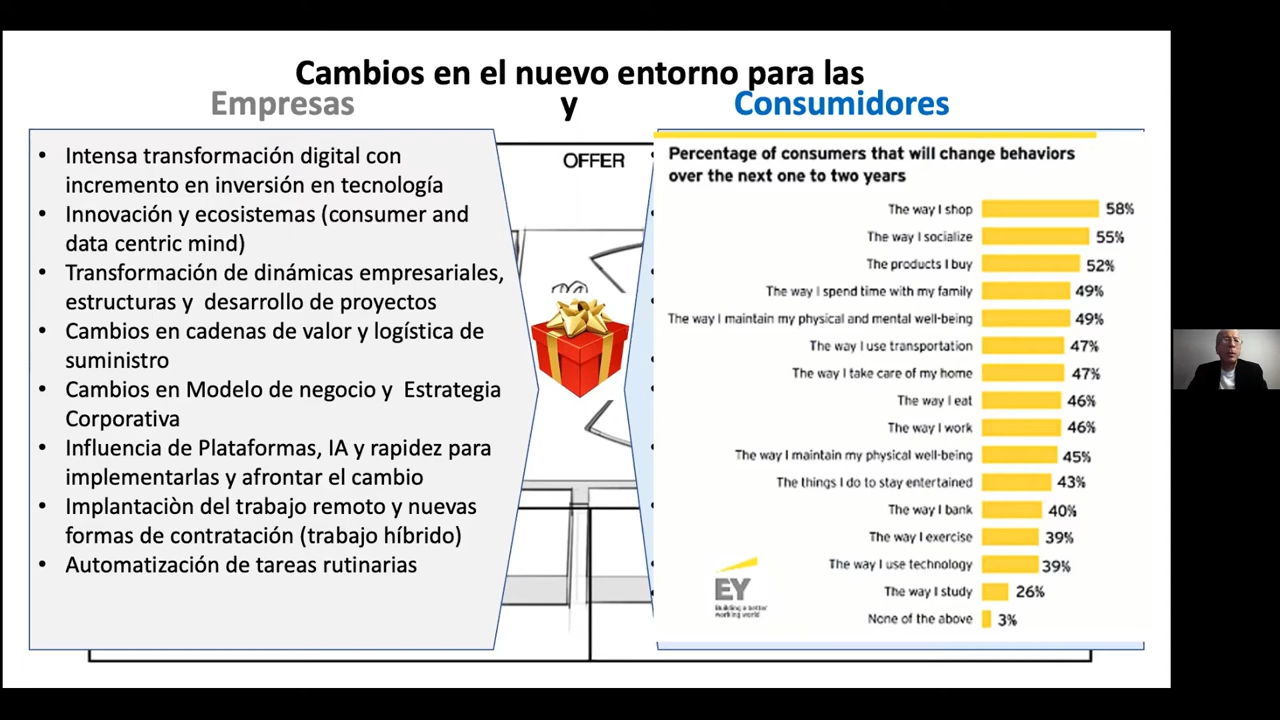 Cambios en el nuevo entorno para las
Empresas y Consumidores
• Intensa transformación digital con
incremento en inversión en tecnología
• Innovación y ecosistemas (consumer and
data centric mind)
• Transformación de dinámicas empresariales,
estructuras y desarrollo de proyectos
• Cambios en cadenas de valor y logística de
suministro
• Cambios en Modelo de negocio y Estrategia
Corporativa
• Influencia de Plataformas, IA y rapidez para
implementarlas y afrontar el cambio
• Implantaciòn del trabajo remoto y nuevas
formas de contratación (trabajo híbrido)
• Automatización de tareas rutinarias
OFFER
Percentage of consumers that will change behaviors
over the next one to two years
The way I shop 58%
The way I socialize 55%
The products I buy 52%
The way I spend time with my family 49%
The way I maintain my physical and mental well-being 49%
The way I use transportation 47%
The way I take care of my home 47%
The way I eat 46%
The way I work 46%
The way I maintain my physical well-being 45%
The things I do to stay entertained 43%
The way I bank 40%
The way I exercise 39%
The way I use technology 39%
The way I study 26%
None of the above 3%
EY
Building a better
working world